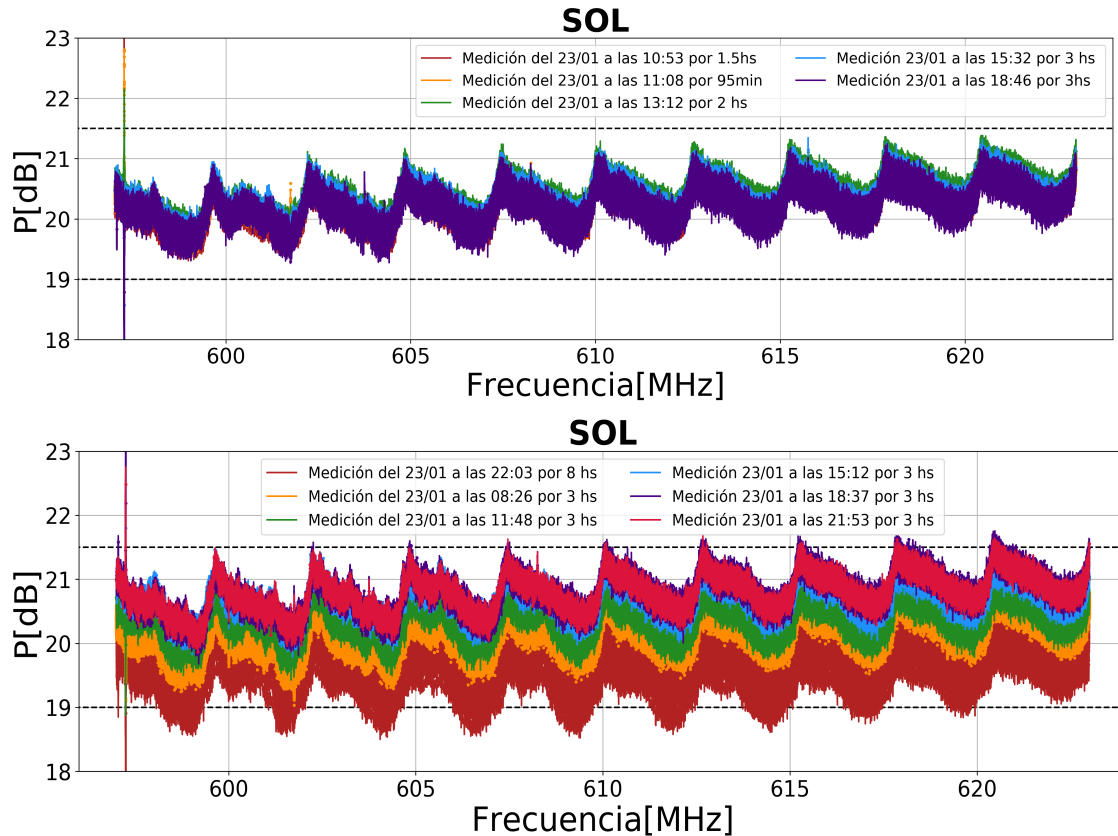 SOL
23
22
21
20
19
18
P[dB]
Medición del 23/01 a las 10:53 por 1.5hs
Medición del 23/01 a las 11:08 por 95min
Medición del 23/01 a las 13:12 por 2 hs
Medición 23/01 a las 15:32 por 3 hs
Medición 23/01 a las 18:46 por 3hs
600 605 610 615 620
Frecuencia[MHz]
SOL
23
22
21
20
19
18
P[dB]
Medición del 23/01 a las 22:03 por 8 hs
Medición del 23/01 a las 08:26 por 3 hs
Medición del 23/01 a las 11:48 por 3 hs
Medición 23/01 a las 15:12 por 3 hs
Medición 23/01 a las 18:37 por 3 hs
Medición 23/01 a las 21:53 por 3 hs
600 605 610 615 620
Frecuencia[MHz]